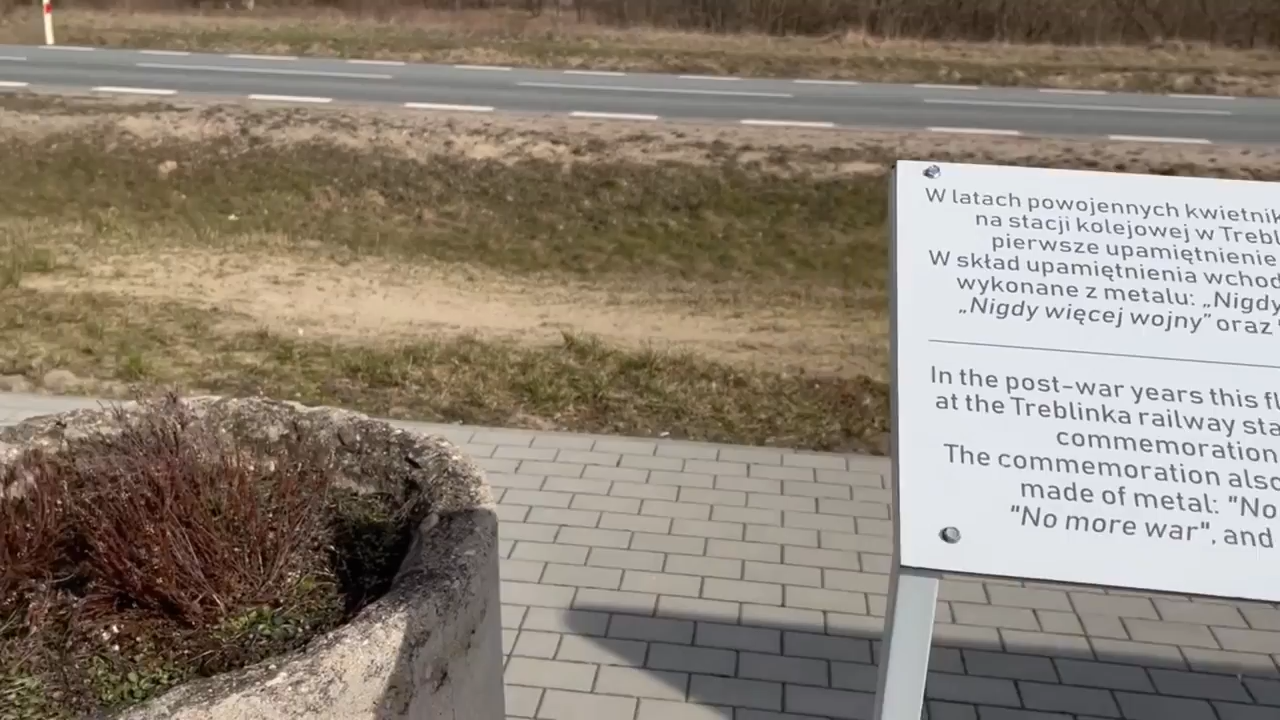 W latach powojennych kwietnik
na stacji kolejowej w Trebl
pierwsze upamiętnienie
W skład upamiętnienia wchod
wykonane z metalu: „Nigdy
„Nigdy więcej wojny” oraz
In the post-war years this fl
at the Treblinka railway sta
commemoration
The commemoration also
made of metal: "No
"No more war", and